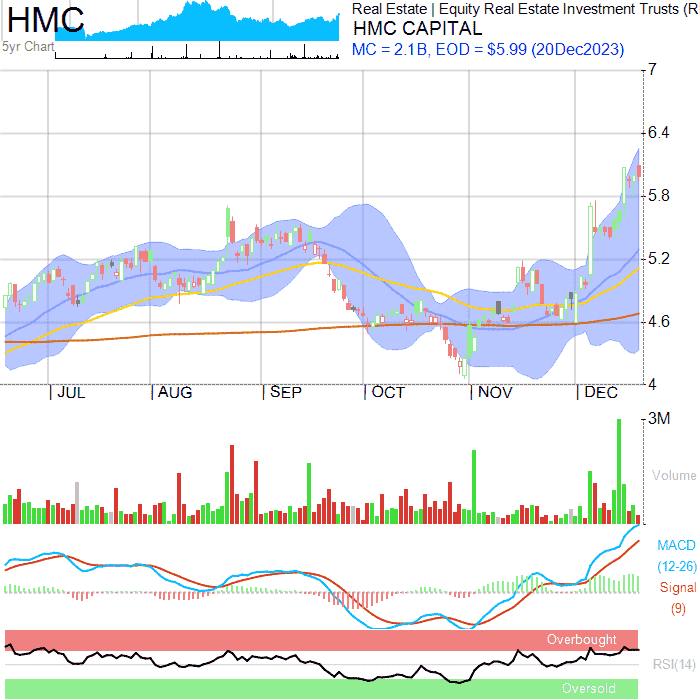 HMC
5yr Chart
Real Estate | Equity Real Estate Investment Trusts (R
HMC CAPITAL
MC = 2.1B, EOD = $5.99 (20Dec2023)
7
6.4
5.8
5.2
4.6
4
JUL AUG SEP OCT NOV DEC
3M
Volume
MACD
(12-26)
Signal
(9)
Overbought
RSI(14)
Oversold